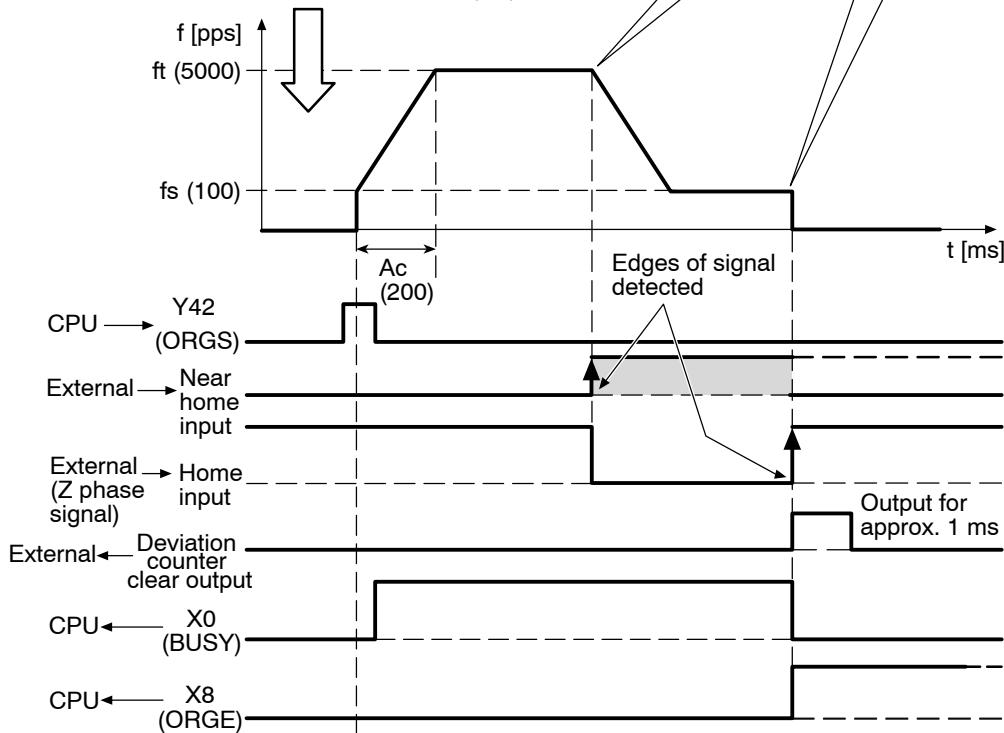 f [pps]
ft (5000)
fs (100)
t [ms]
Ac
(200)
Edges of signal
detected
CPU
Y42
(ORGS)
External
Near
home
input
External
(Z phase
signal)
Home
input
Output for
approx. 1 ms
External
Deviation
counter
clear output
CPU
X0
(BUSY)
CPU
X8
(ORGE)